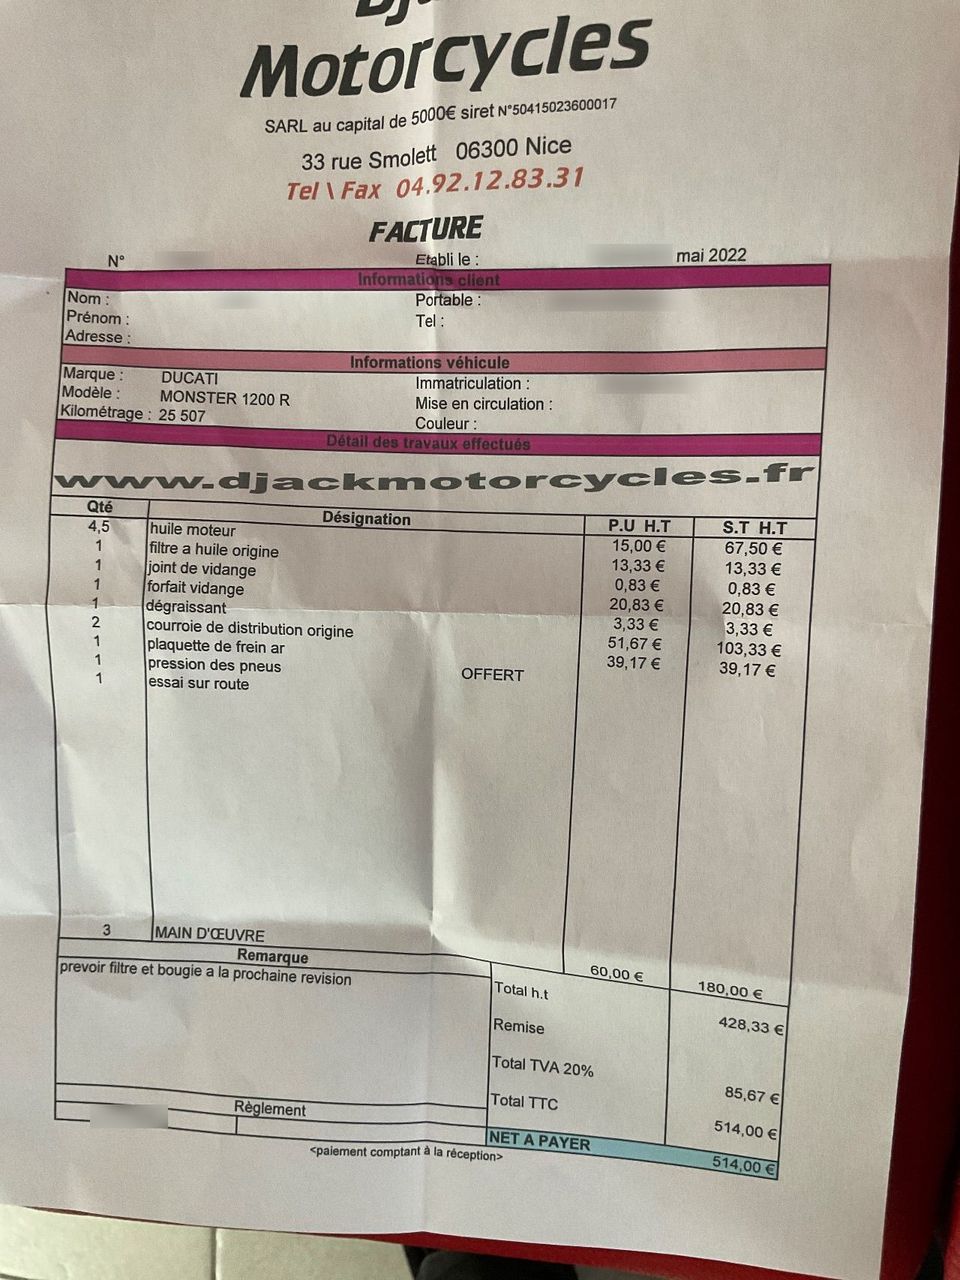 Motorcycles
SARL au capital de 5000€ siret N°50415023600017
33 rue Smolett 06300 Nice
Tel \ Fax 04.92.12.83.31
FACTURE
N° Etabli le : mai 2022
Informations client
Nom : Portable :
Prénom : Tel :
Adresse :
Informations véhicule
Marque : DUCATI Immatriculation :
Modèle : MONSTER 1200 R Mise en circulation :
Kilométrage : 25 507 Couleur :
Détail des travaux effectués
www.djackmotorcycles.fr
Qté Désignation P.U H.T S.T H.T
4,5 huile moteur 15,00 € 67,50 €
1 filtre a huile origine 13,33 € 13,33 €
1 joint de vidange 0,83 € 0,83 €
1 forfait vidange 20,83 € 20,83 €
1 dégraissant 3,33 € 3,33 €
2 courroie de distribution origine 51,67 € 103,33 €
1 plaquette de frein ar 39,17 € 39,17 €
1 pression des pneus OFFERT
1 essai sur route
3 MAIN D'ŒUVRE 60,00 € 180,00 €
Remarque
prevoir filtre et bougie a la prochaine revision
Total h.t 428,33 €
Remise
Total TVA 20% 85,67 €
Total TTC 514,00 €
Règlement
NET A PAYER 514,00 €
<paiement comptant à la réception>